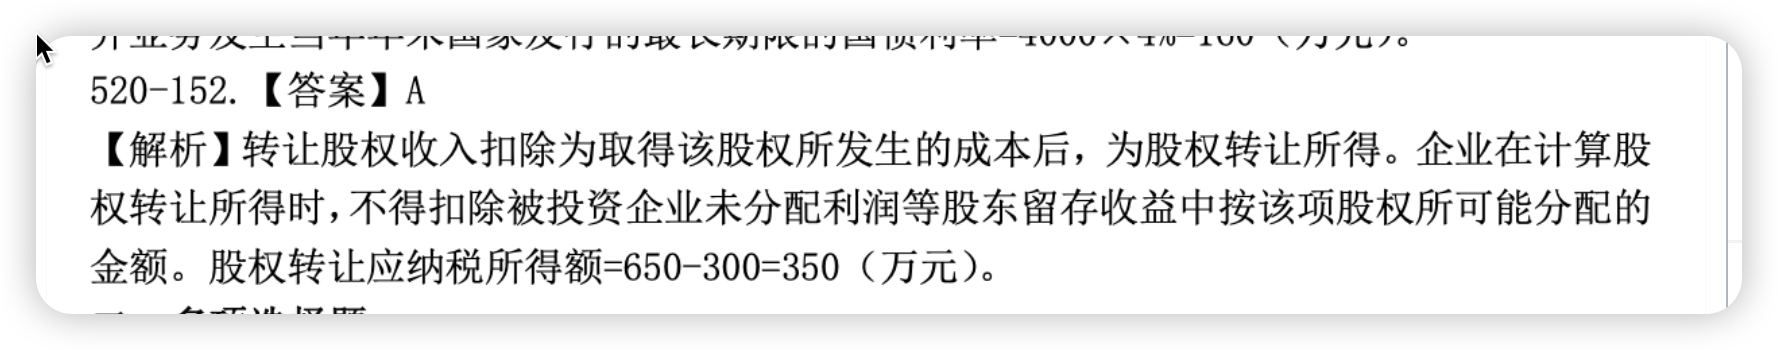 520-152.【答案】A
【解析】转让股权收入扣除为取得该股权所发生的成本后，为股权转让所得。企业在计算股
权转让所得时，不得扣除被投资企业未分配利润等股东留存收益中按该项股权所可能分配的
金额。股权转让应纳税所得额=650-300=350（万元）。